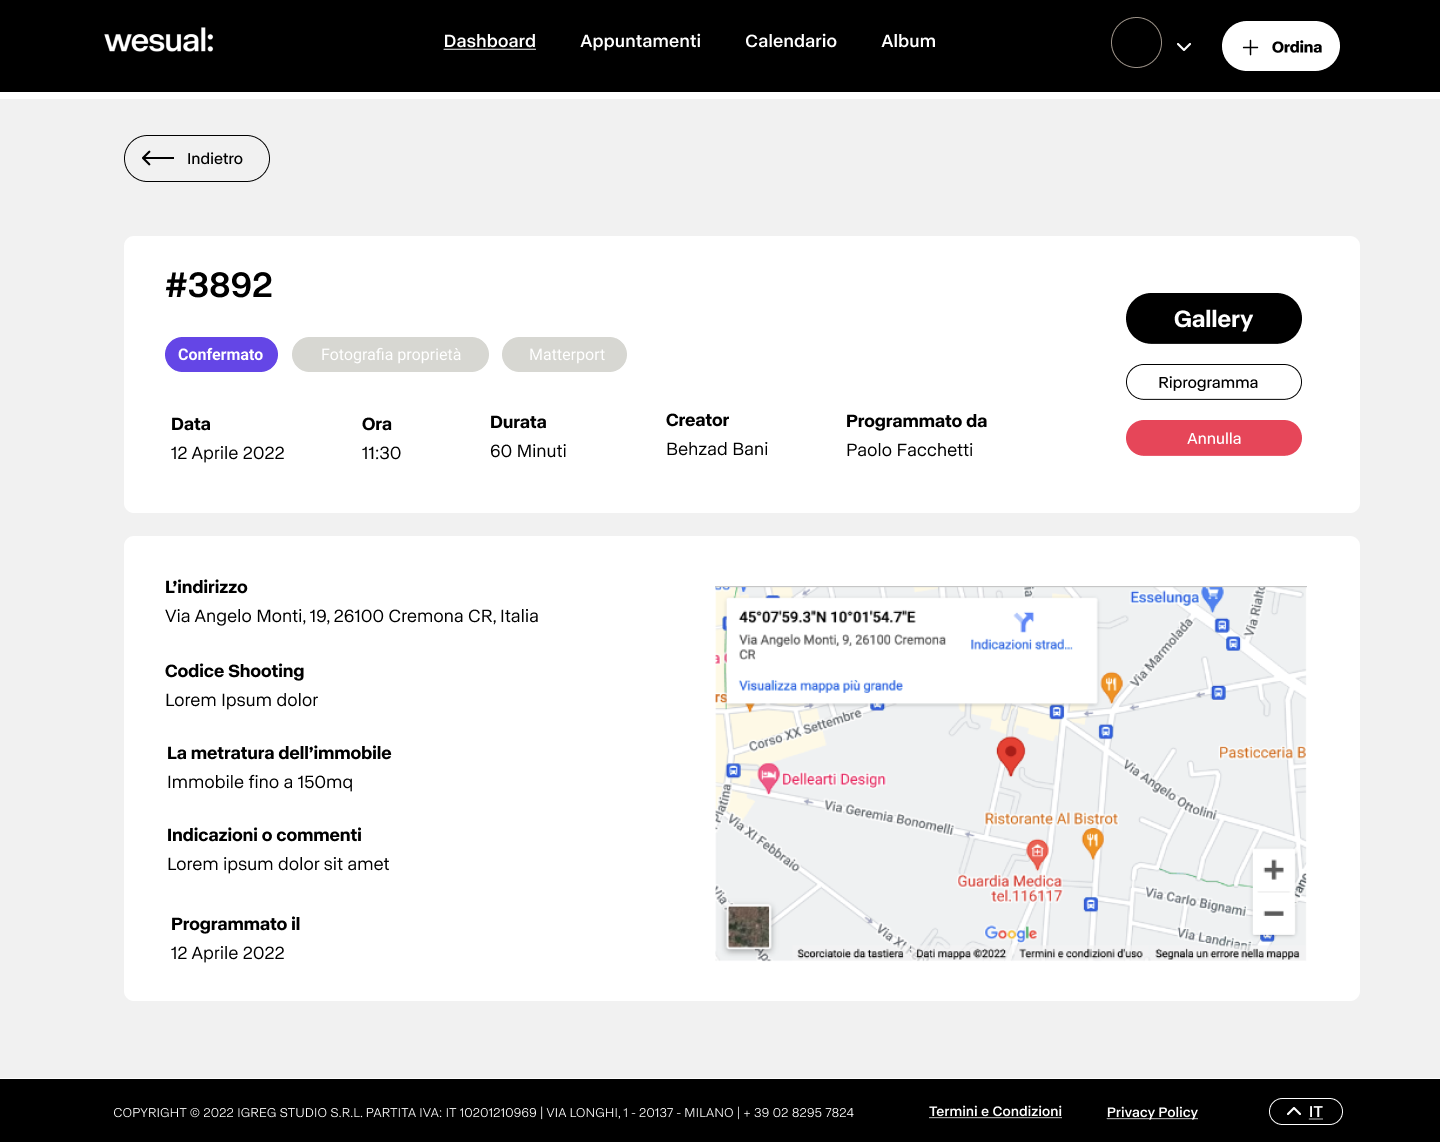 wesual:
Dashboard
Appuntamenti
Calendario
Album
Ordina
Indietro
#3892
Confermato
Fotografia proprietà
Matterport
Gallery
Riprogramma
Annulla
Data
12 Aprile 2022
Ora
11:30
Durata
60 Minuti
Creator
Behzad Bani
Programmato da
Paolo Facchetti
L’indirizzo
Via Angelo Monti, 19, 26100 Cremona CR, Italia
Codice Shooting
Lorem Ipsum dolor
La metratura dell’immobile
Immobile fino a 150mq
Indicazioni o commenti
Lorem ipsum dolor sit amet
Programmato il
12 Aprile 2022
45°07'59.3"N 10°01'54.7"E
Via Angelo Monti, 9, 26100 Cremona
CR
Indicazioni strad...
Visualizza mappa più grande
Esselunga
Via Rialto
Via Marmolada
Corso XX Settembre
Pasticceria B
Dellearti Design
Via Angelo Ottolini
Via Geremia Bonomelli
Platina
Via XI Febbraio
Ristorante Al Bistrot
Guardia Medica
tel.116117
Via Carlo Bignami
Via Landriani
Google
Scorciatoie da tastiera
Dati mappa ©2022
Termini e condizioni d'uso
Segnala un errore nella mappa
COPYRIGHT © 2022 IGREG STUDIO S.R.L. PARTITA IVA: IT 10201210969 | VIA LONGHI, 1 - 20137 - MILANO | + 39 02 8295 7824
Termini e Condizioni
Privacy Policy
IT